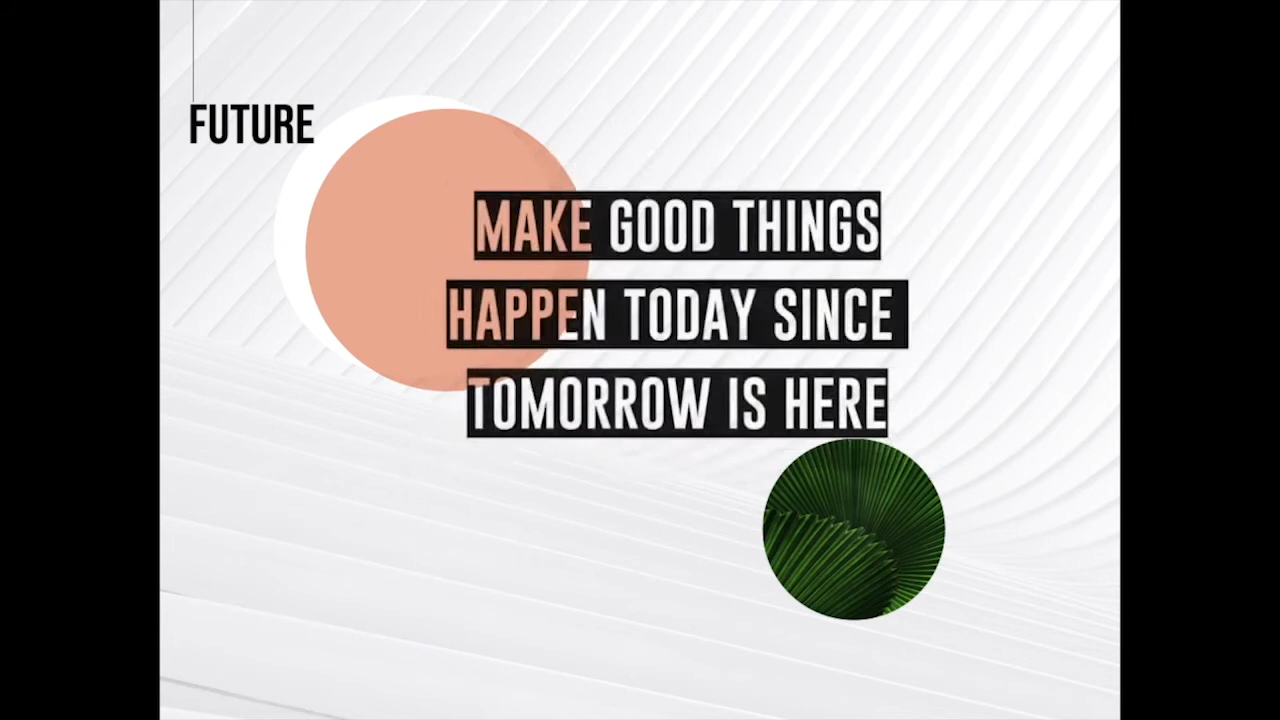 FUTURE
MAKE GOOD THINGS
HAPPEN TODAY SINCE
TOMORROW IS HERE